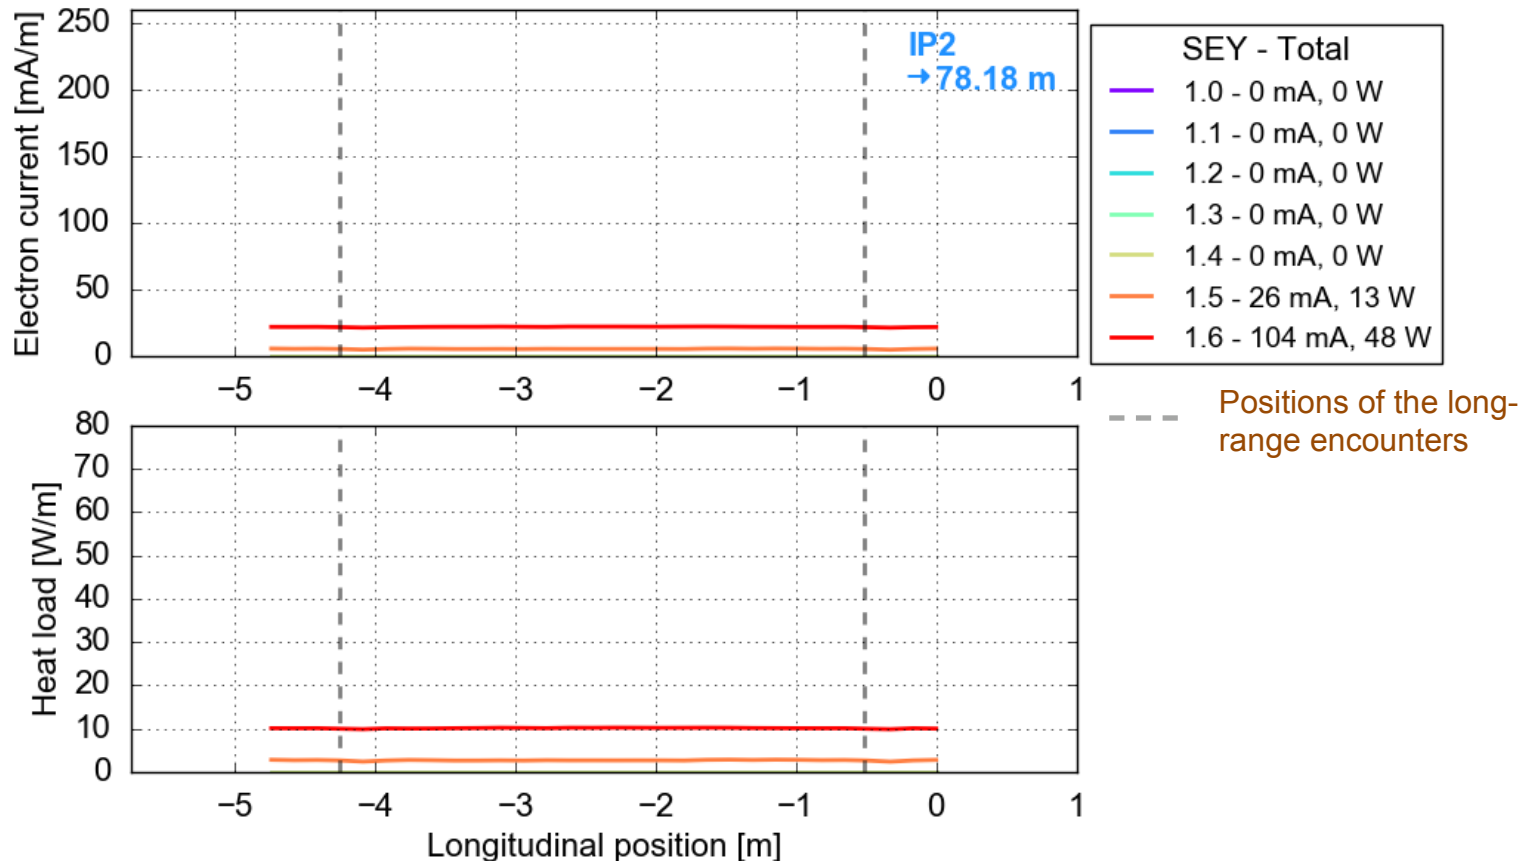 Electron current [mA/m]
250
200
150
100
50
0
−5
−4
−3
−2
−1
0
1
IP2
→78.18 m
SEY - Total
1.0 - 0 mA, 0 W
1.1 - 0 mA, 0 W
1.2 - 0 mA, 0 W
1.3 - 0 mA, 0 W
1.4 - 0 mA, 0 W
1.5 - 26 mA, 13 W
1.6 - 104 mA, 48 W
Positions of the long-
range encounters
Heat load [W/m]
80
70
60
50
40
30
20
10
0
−5
−4
−3
−2
−1
0
1
Longitudinal position [m]